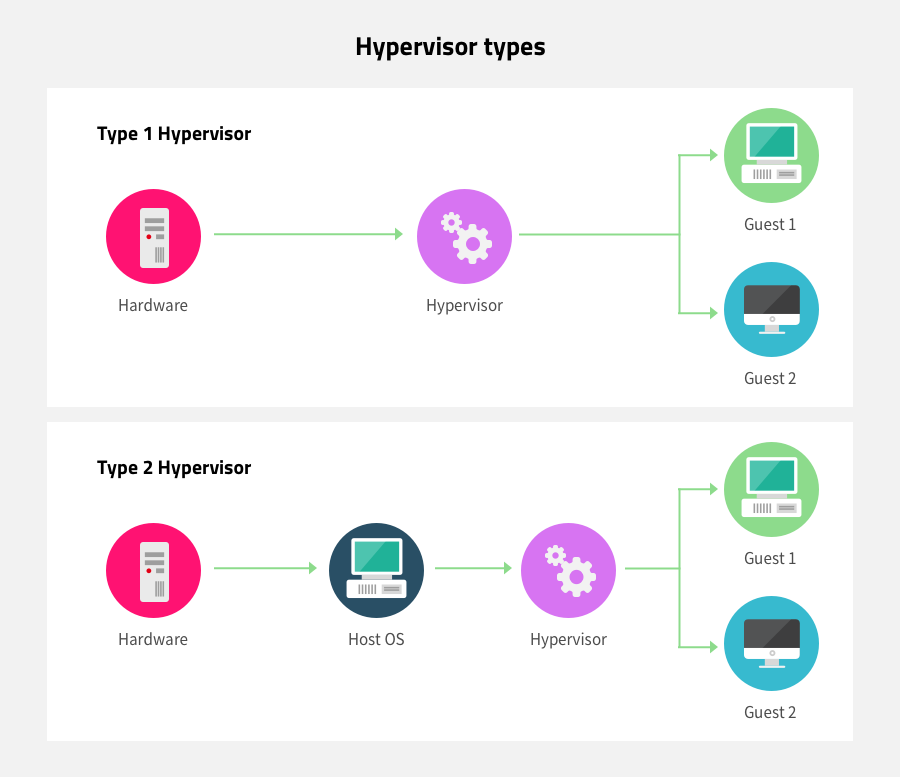 Hypervisor types
Type 1 Hypervisor
Hardware
Hypervisor
Guest 1
Guest 2
Type 2 Hypervisor
Hardware
Host OS
Hypervisor
Guest 1
Guest 2